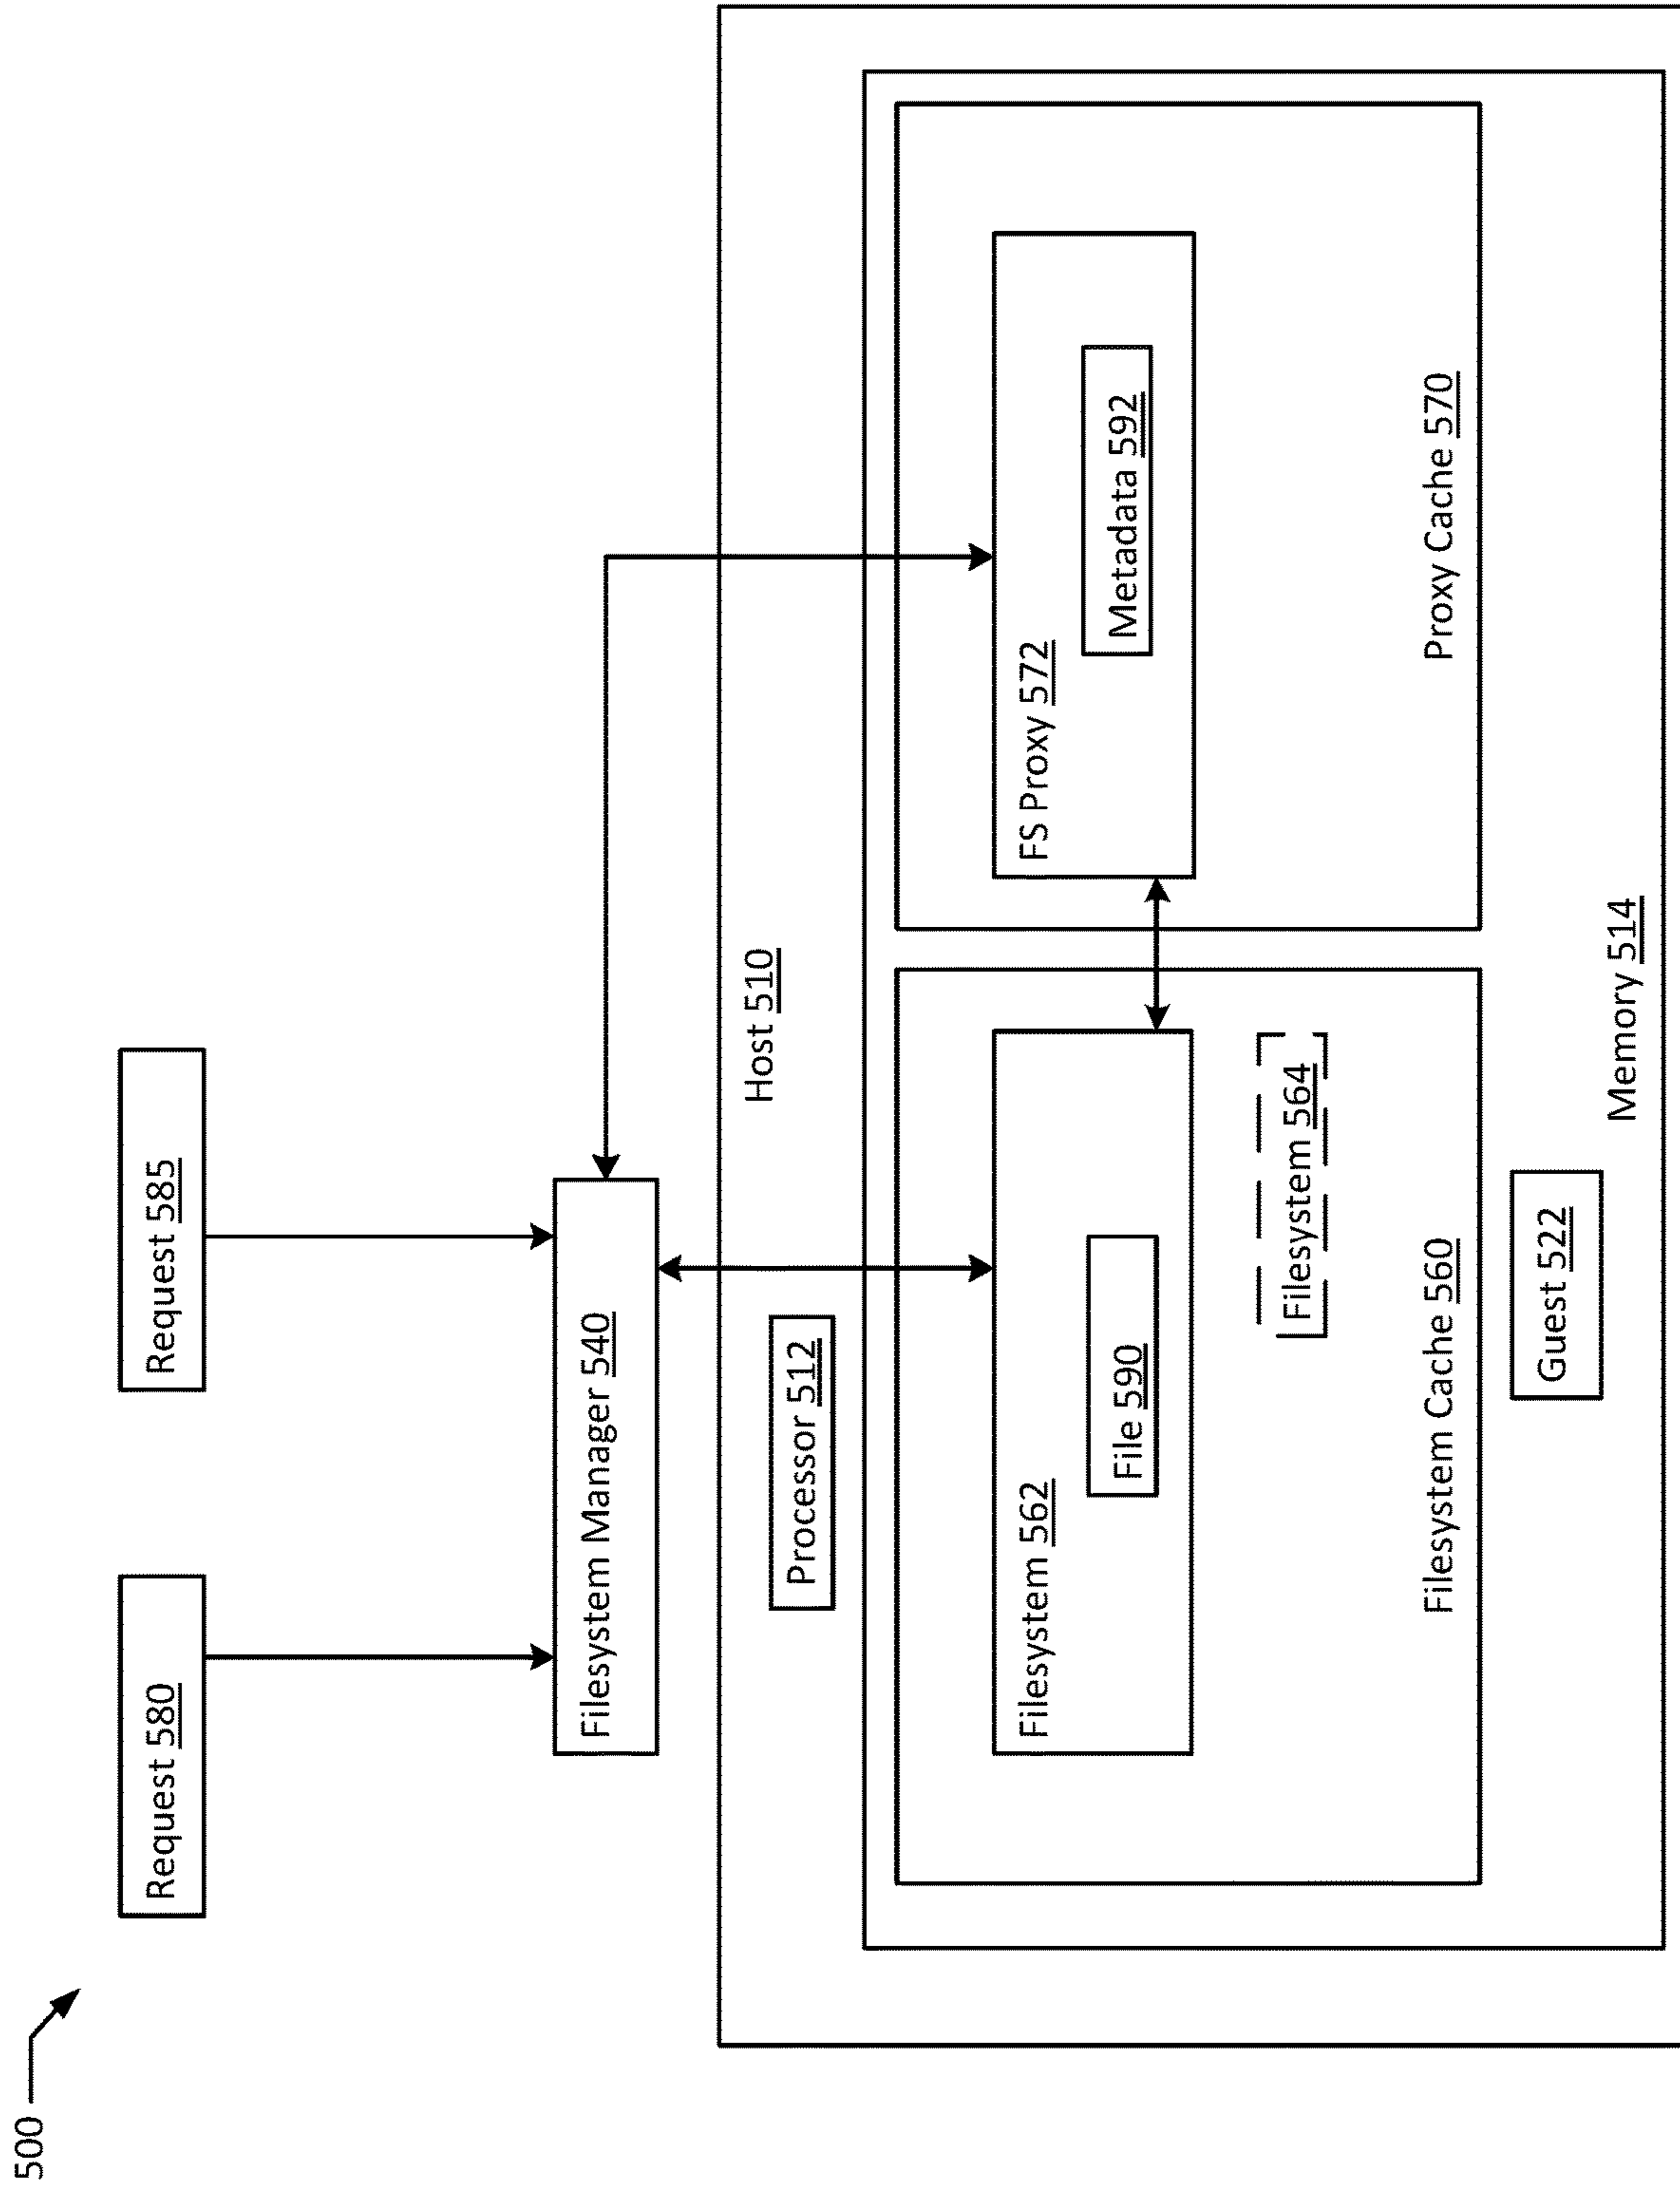 500
Request 580
Request 585
Filesystem Manager 540
Host 510
Processor 512
Filesystem 562
FS Proxy 572
File 590
Metadata 592
Filesystem 564
Filesystem Cache 560
Proxy Cache 570
Guest 522
Memory 514